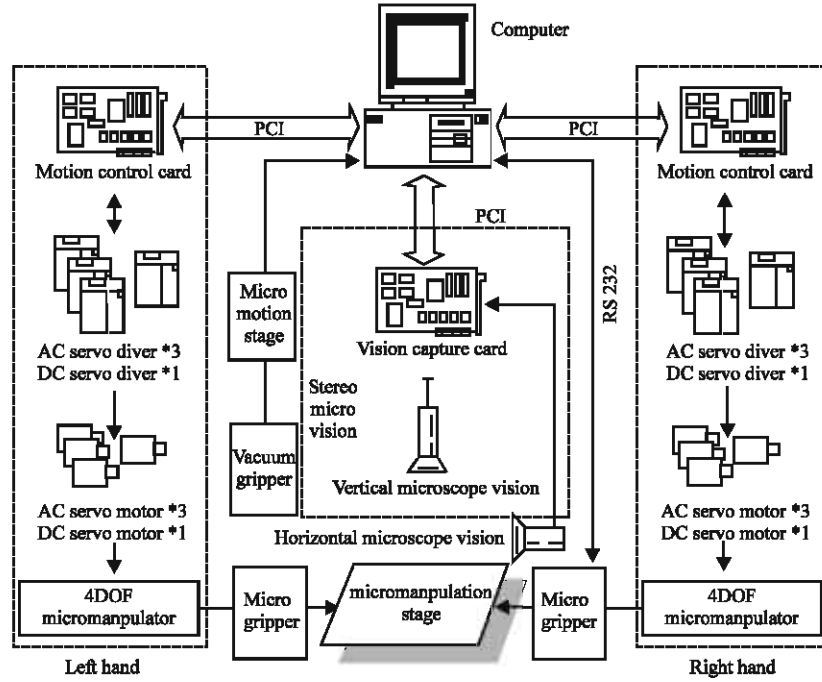 Computer
PCI
PCI
Motion control card
Motion control card
PCI
Micro
motion
stage
RS 232
Vision capture card
AC servo diver *3
DC servo diver *1
AC servo diver *3
DC servo diver *1
Stereo
micro
vision
Vacuum
gripper
Vertical microscope vision
AC servo motor *3
DC servo motor *1
AC servo motor *3
DC servo motor *1
Horizontal microscope vision
4DOF
micromanpulator
Micro
gripper
micromanpulation
stage
Micro
gripper
4DOF
micromanpulator
Left hand
Right hand